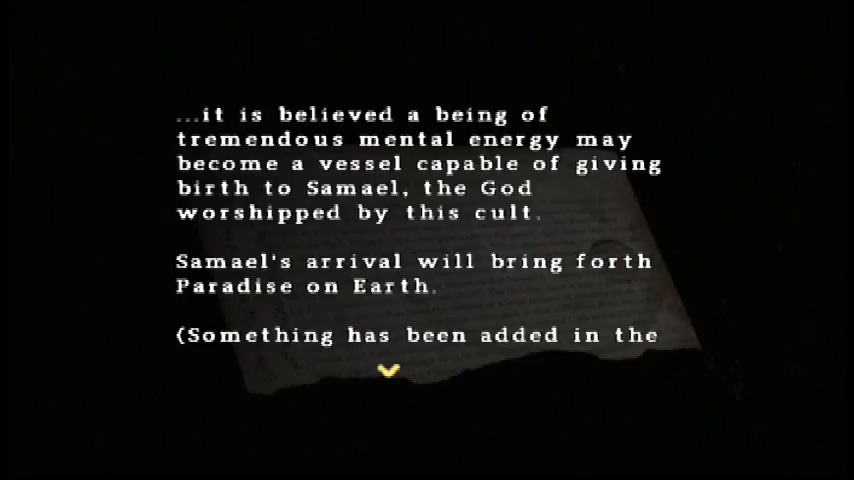 ...it is believed a being of
tremendous mental energy may
become a vessel capable of giving
birth to Samael, the God
worshipped by this cult.
Samael's arrival will bring forth
Paradise on Earth.
(Something has been added in the